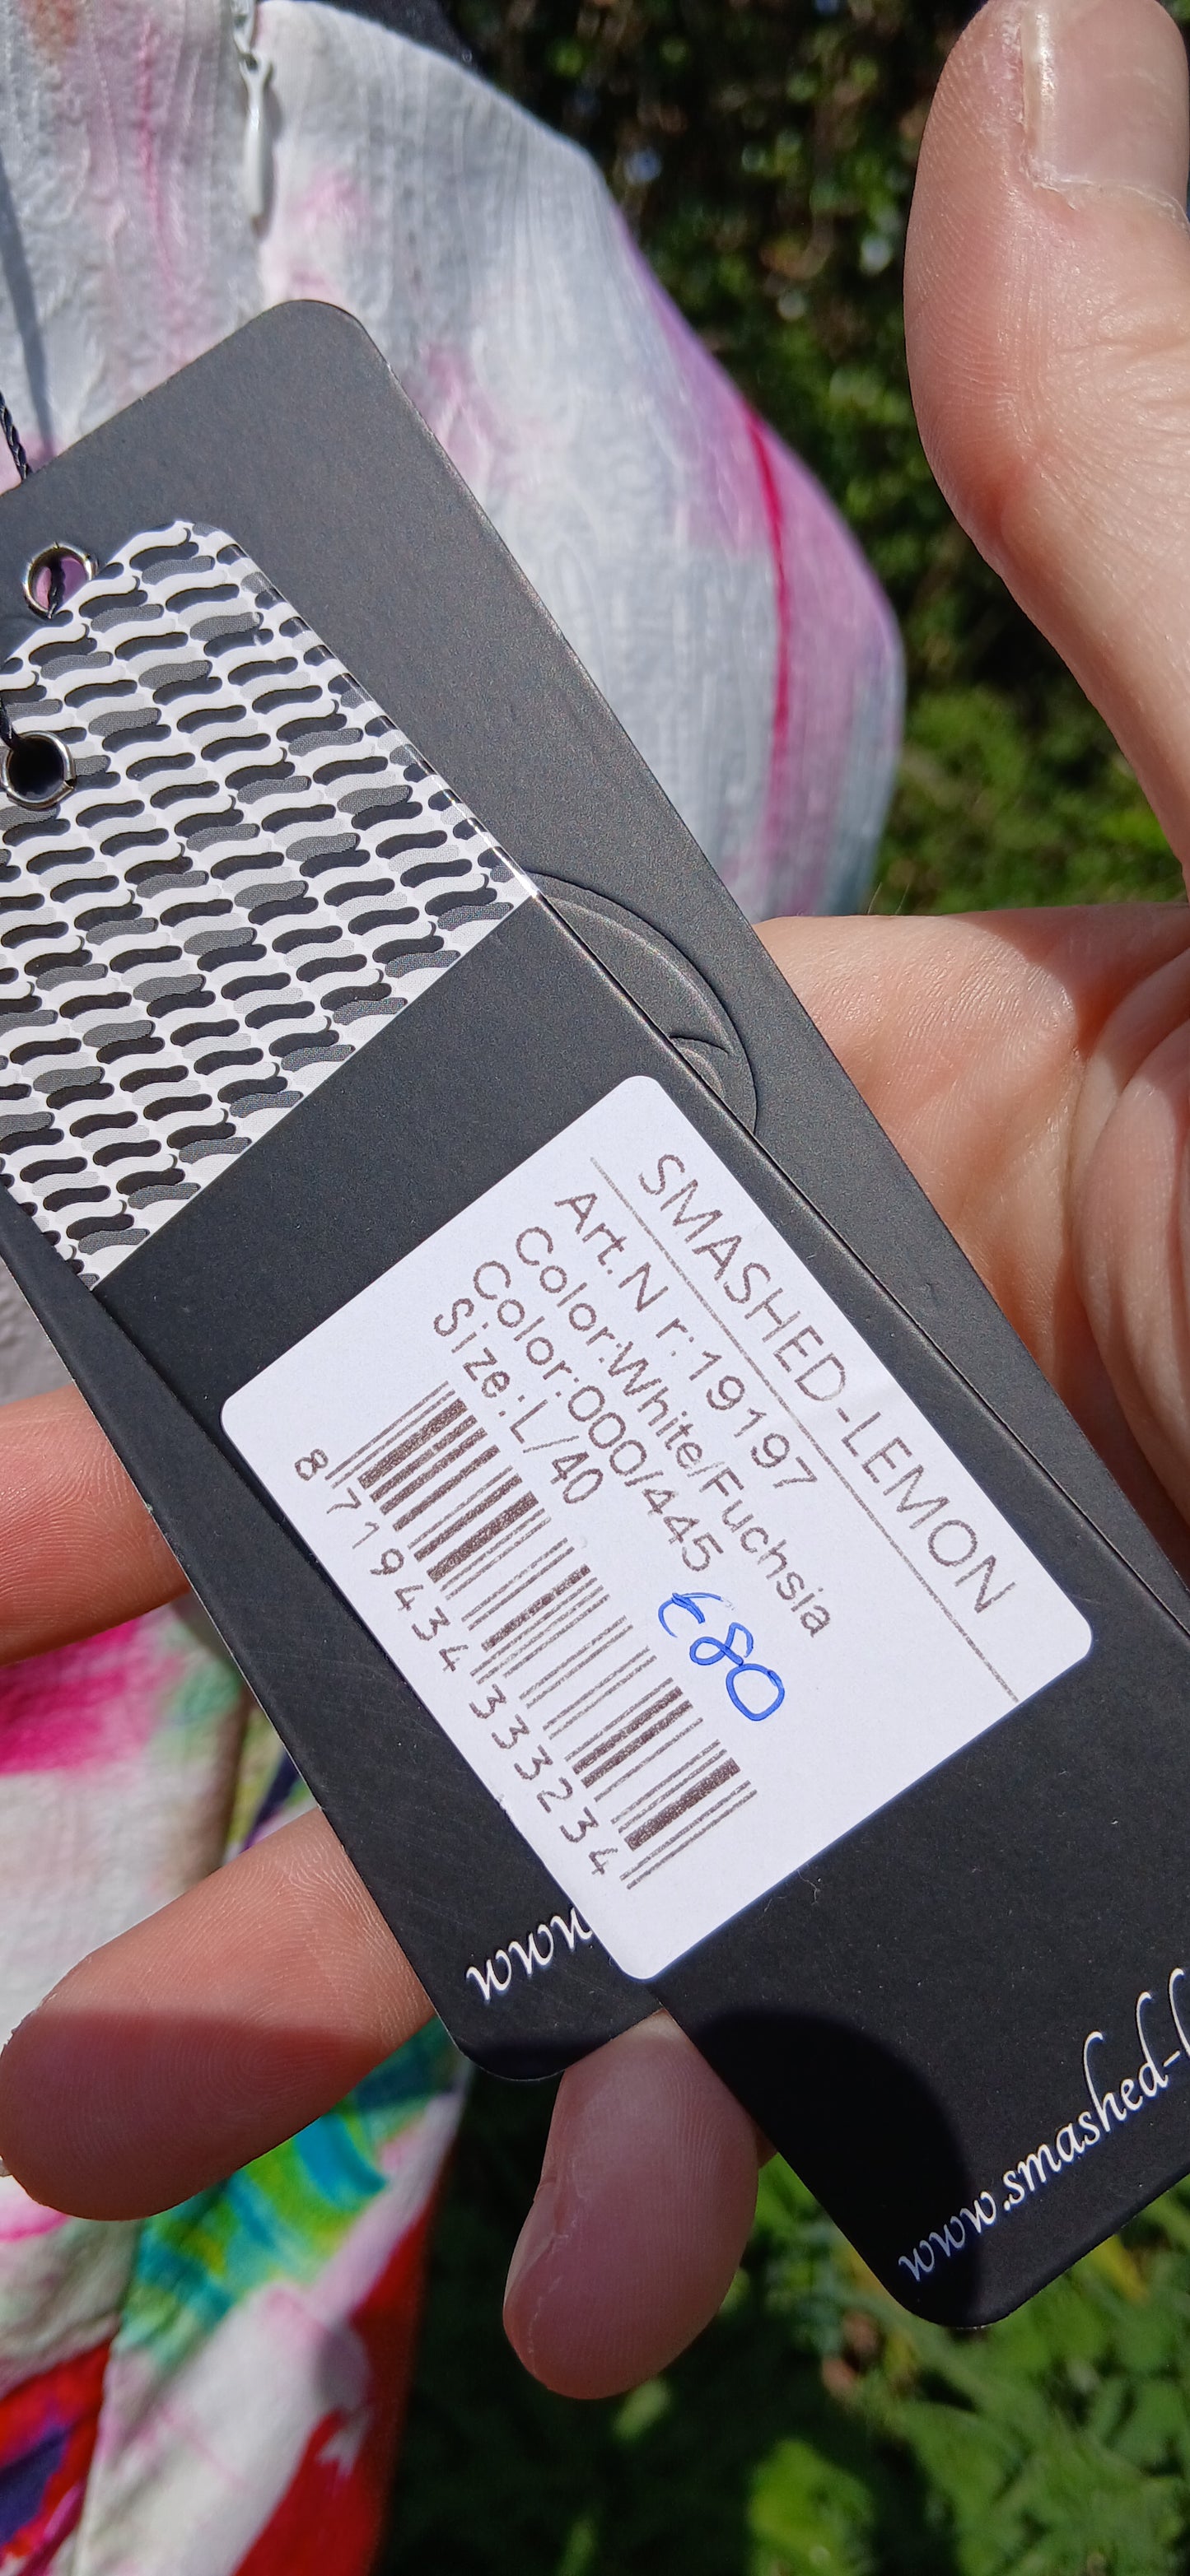 SMASHED-LEMON
Art.N r.:19197
Color:White/Fuchsia
Color:000/445
Size:L/40
€80
8719434333234
www
www.smashed-l